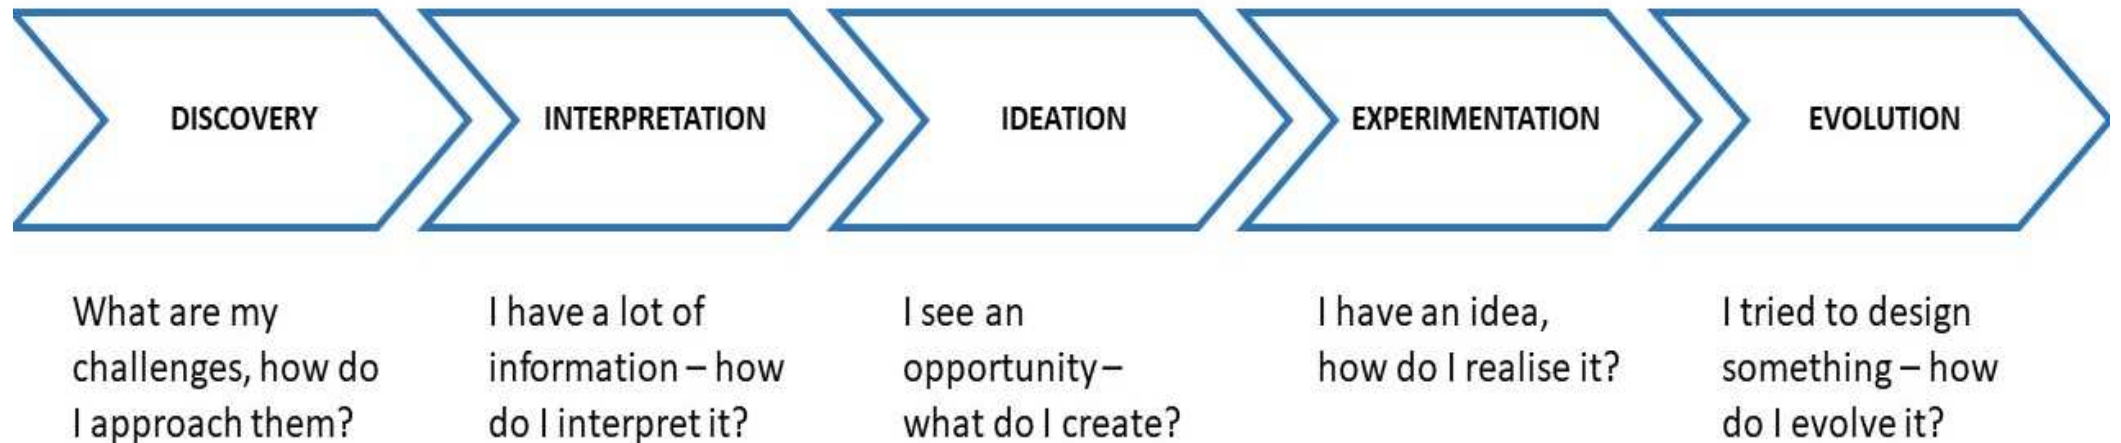 DISCOVERY
INTERPRETATION
IDEATION
EXPERIMENTATION
EVOLUTION
What are my
challenges, how do
I approach them?
I have a lot of
information – how
do I interpret it?
I see an
opportunity –
what do I create?
I have an idea,
how do I realise it?
I tried to design
something – how
do I evolve it?